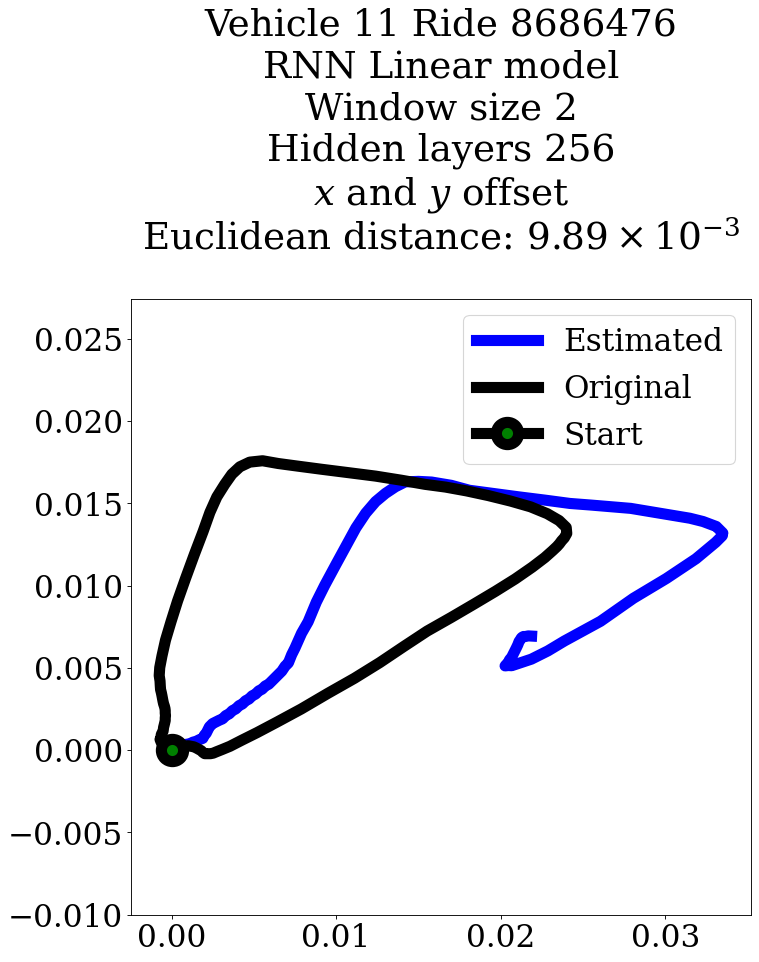 Vehicle 11 Ride 8686476
RNN Linear model
Window size 2
Hidden layers 256
x and y offset
Euclidean distance: 9.89 × 10⁻³
Estimated
Original
Start
0.025
0.020
0.015
0.010
0.005
0.000
−0.005
−0.010
0.00 0.01 0.02 0.03